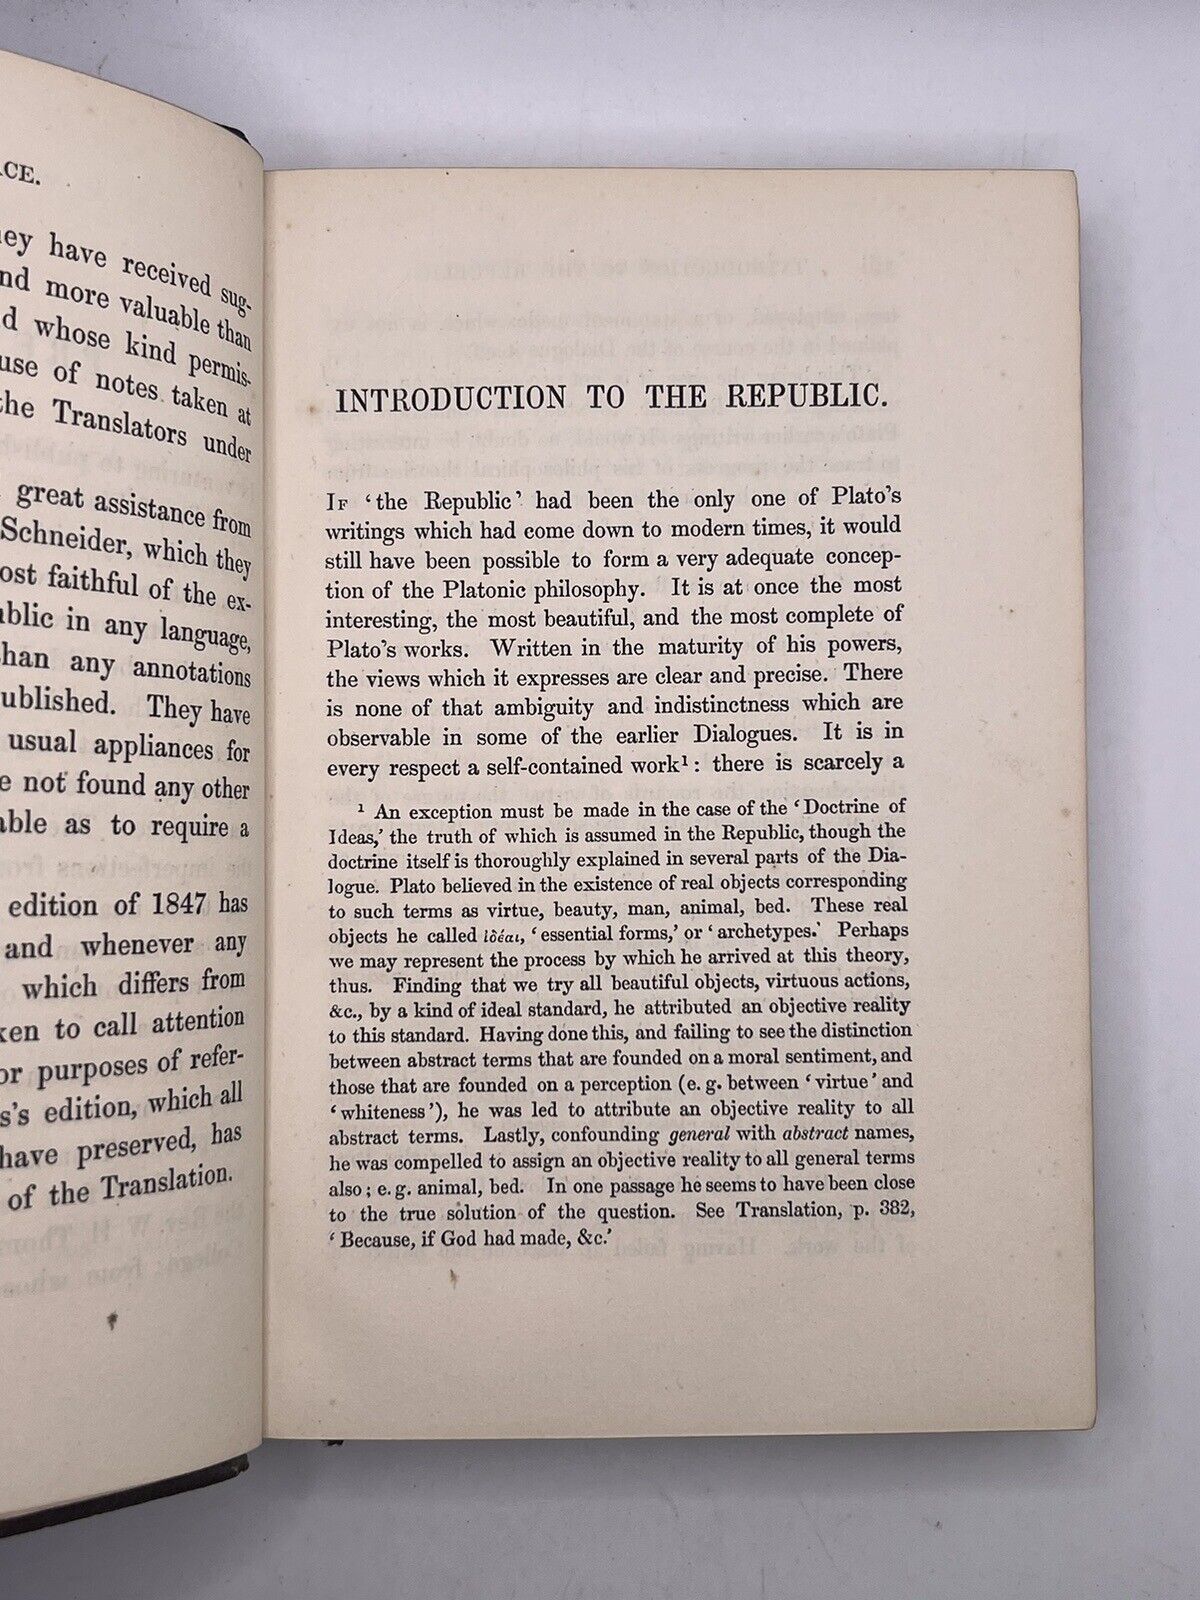 ACE.
hey have received sug-
nd more valuable than
d whose kind permis-
use of notes taken at
the Translators under
great assistance from
Schneider, which they
ost faithful of the ex-
ublic in any language,
than any annotations
published. They have
usual appliances for
e not found any other
able as to require a
edition of 1847 has
and whenever any
which differs from
ken to call attention
or purposes of refer-
s's edition, which all
have preserved, has
of the Translation.
INTRODUCTION TO THE REPUBLIC.
IF 'the Republic' had been the only one of Plato's
writings which had come down to modern times, it would
still have been possible to form a very adequate concep-
tion of the Platonic philosophy. It is at once the most
interesting, the most beautiful, and the most complete of
Plato's works. Written in the maturity of his powers,
the views which it expresses are clear and precise. There
is none of that ambiguity and indistinctness which are
observable in some of the earlier Dialogues. It is in
every respect a self-contained work¹: there is scarcely a
¹ An exception must be made in the case of the 'Doctrine of
Ideas,' the truth of which is assumed in the Republic, though the
doctrine itself is thoroughly explained in several parts of the Dia-
logue. Plato believed in the existence of real objects corresponding
to such terms as virtue, beauty, man, animal, bed. These real
objects he called ἰδέαι, 'essential forms,' or 'archetypes.' Perhaps
we may represent the process by which he arrived at this theory,
thus. Finding that we try all beautiful objects, virtuous actions,
&c., by a kind of ideal standard, he attributed an objective reality
to this standard. Having done this, and failing to see the distinction
between abstract terms that are founded on a moral sentiment, and
those that are founded on a perception (e. g. between 'virtue' and
'whiteness'), he was led to attribute an objective reality to all
abstract terms. Lastly, confounding general with abstract names,
he was compelled to assign an objective reality to all general terms
also; e. g. animal, bed. In one passage he seems to have been close
to the true solution of the question. See Translation, p. 382,
'Because, if God had made, &c.'